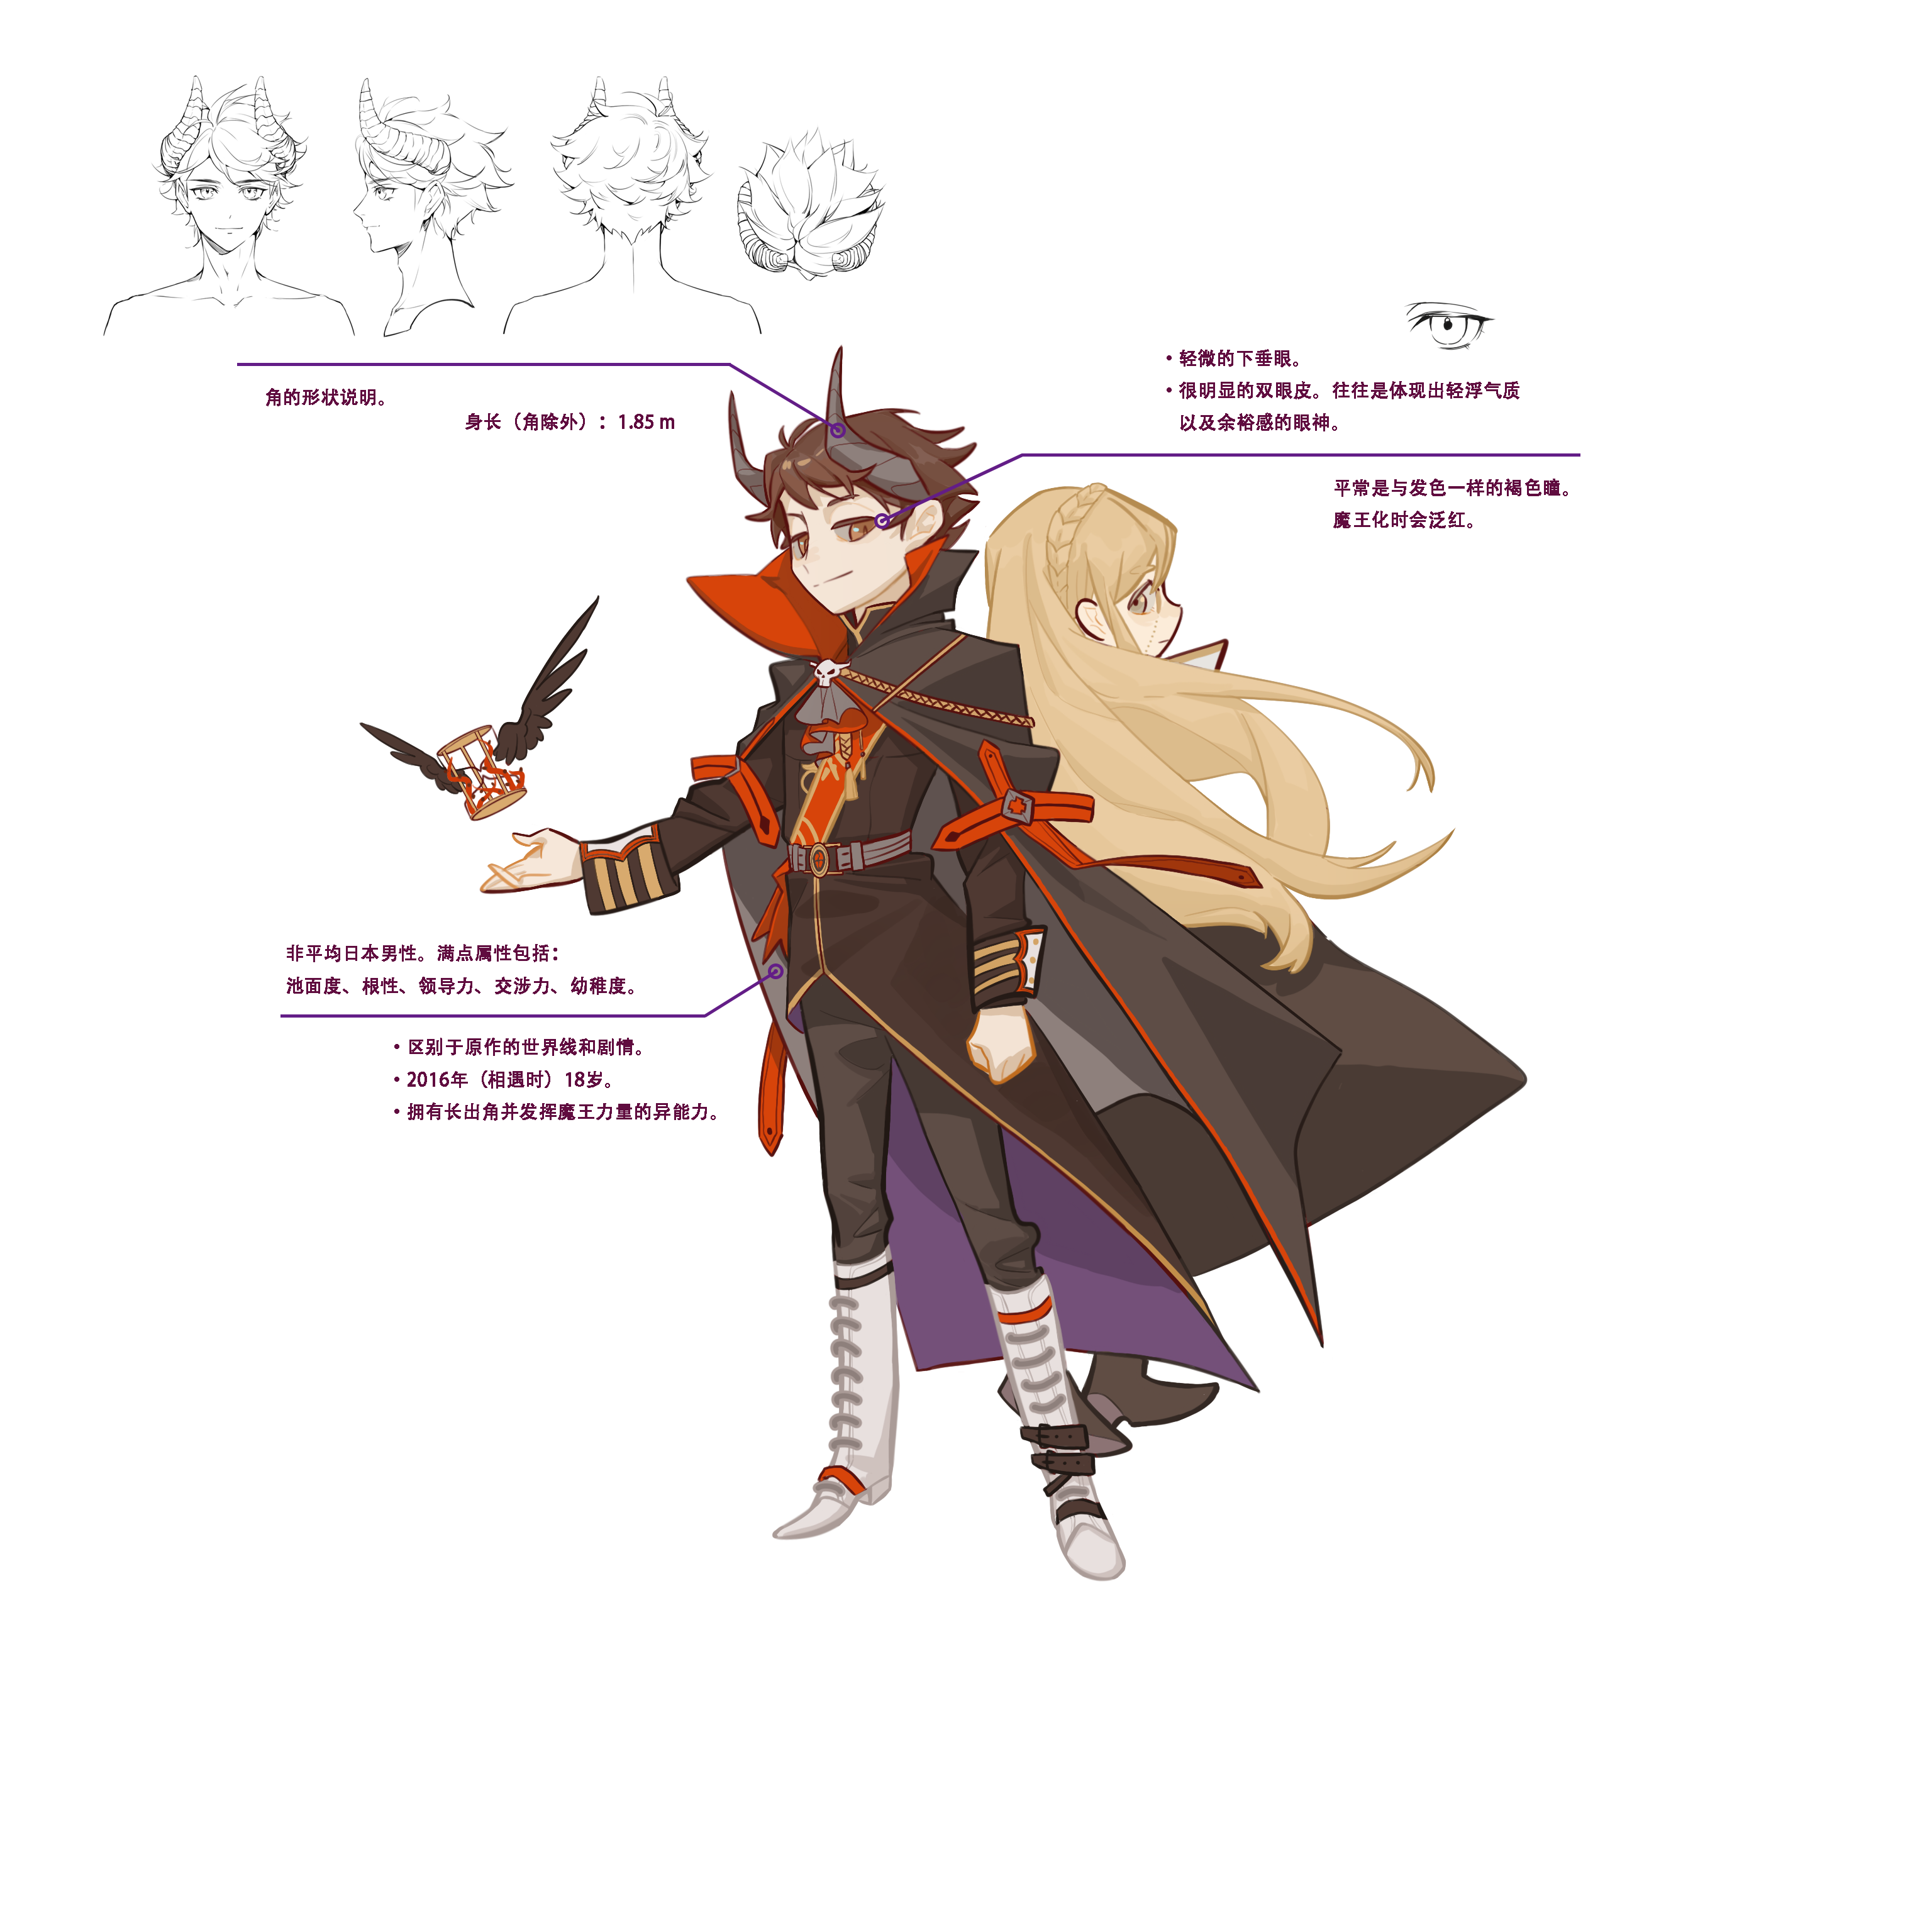 角的形状说明。
身长（角除外）：1.85 m
• 轻微的下垂眼。
• 很明显的双眼皮。往往是体现出轻浮气质
以及余裕感的眼神。
平常是与发色一样的褐色瞳。
魔王化时会泛红。
非平均日本男性。满点属性包括：
池面度、根性、领导力、交涉力、幼稚度。
• 区别于原作的世界线和剧情。
• 2016年（相遇时）18岁。
• 拥有长出角并发挥魔王力量的异能力。